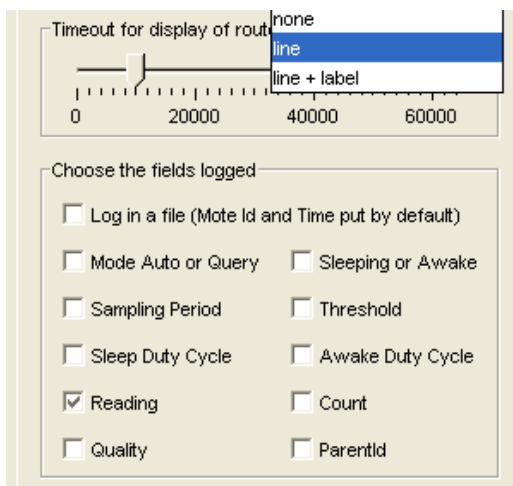 Timeout for display of
none
line
line + label
0 20000 40000 60000
Choose the fields logged
Log in a file (Mote Id and Time put by default)
Mode Auto or Query Sleeping or Awake
Sampling Period Threshold
Sleep Duty Cycle Awake Duty Cycle
Reading Count
Quality ParentId